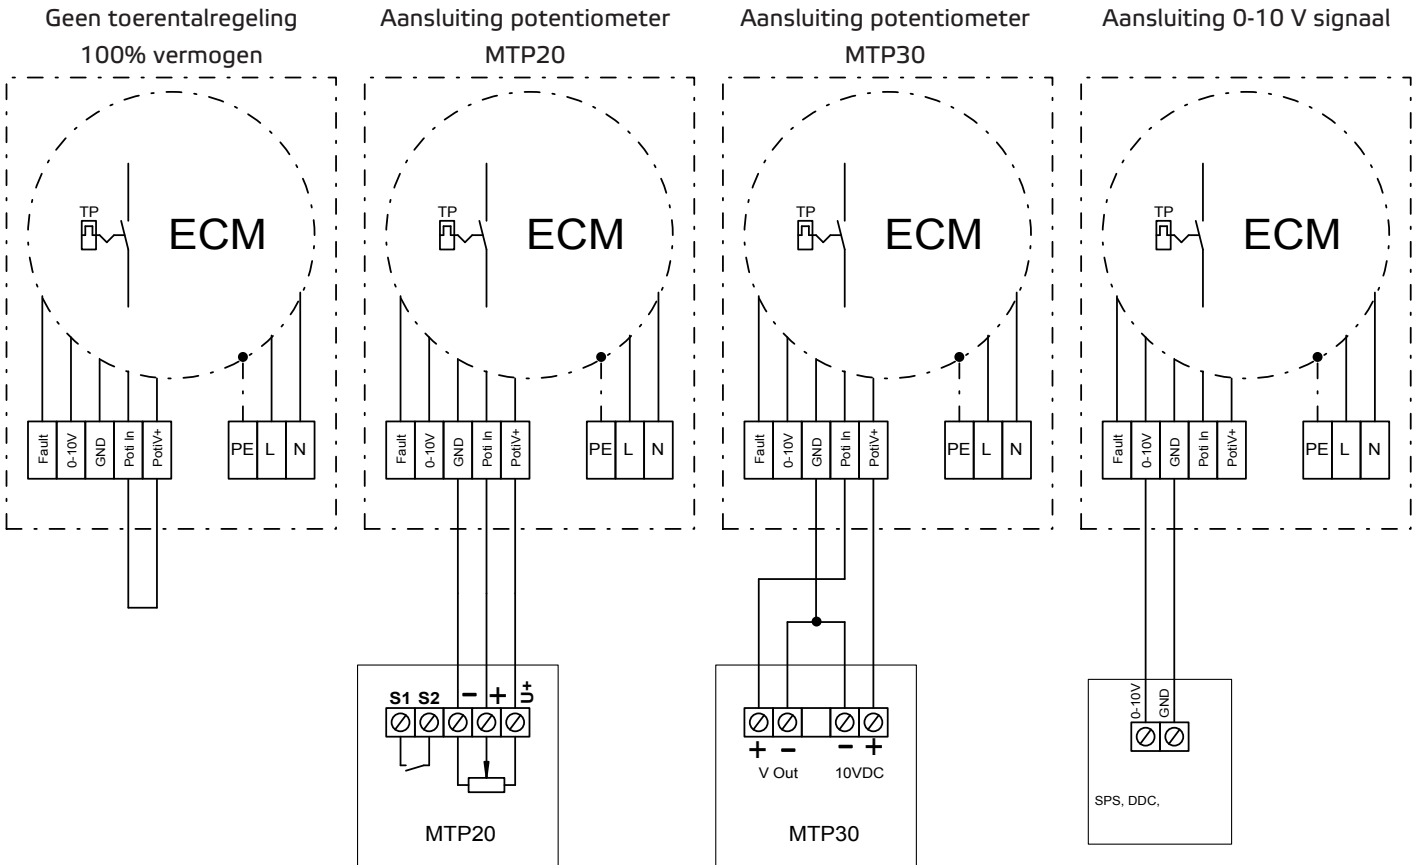 Geen toerentalregeling
100% vermogen
TP
ECM
Fault
0-10V
GND
Poti In
PotiV+
PE L N
Aansluiting potentiometer
MTP20
TP
ECM
Fault
0-10V
GND
Poti In
PotiV+
PE L N
S1 S2 − + U+
MTP20
Aansluiting potentiometer
MTP30
TP
ECM
Fault
0-10V
GND
Poti In
PotiV+
PE L N
+ − − +
V Out 10VDC
MTP30
Aansluiting 0-10 V signaal
TP
ECM
Fault
0-10V
GND
Poti In
PotiV+
PE L N
0-10V
GND
SPS, DDC,